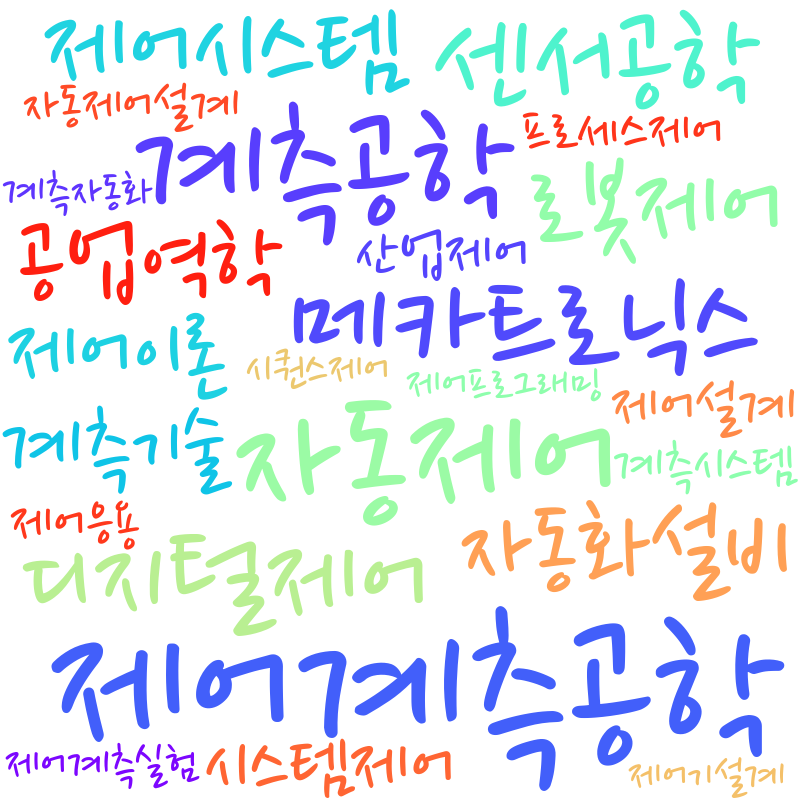 제어시스템
센서공학
자동제어설계
계측공학
프로세스제어
계측자동화
로봇제어
공업역학
산업제어
메카트로닉스
제어이론
시퀀스제어
제어프로그래밍
제어설계
계측기술
자동제어
계측시스템
제어응용
디지털제어
자동화설비
제어계측공학
제어계측실험
시스템제어
제어기설계